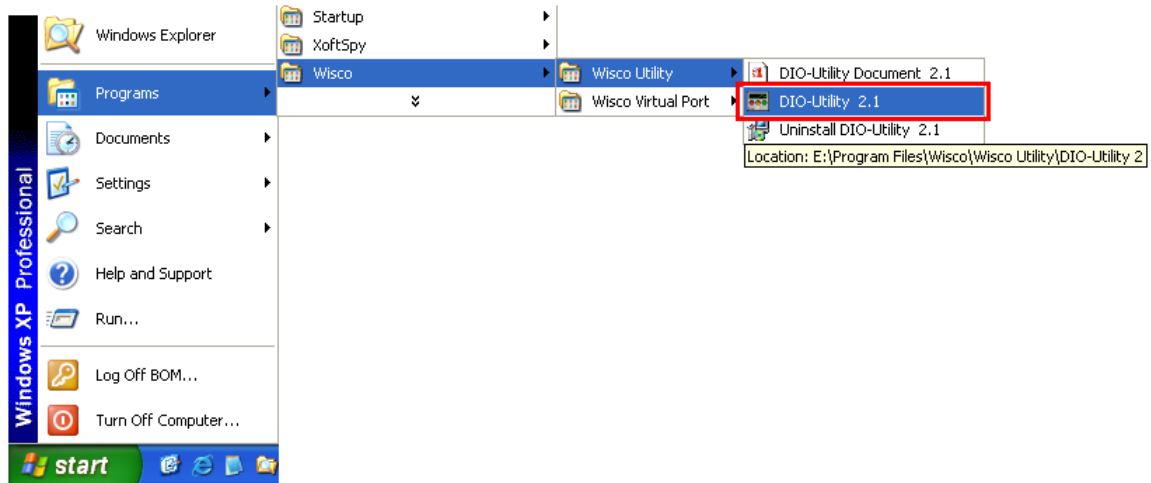 Windows XP Professional
Windows Explorer
Programs
Documents
Settings
Search
Help and Support
Run...
Log Off BOM...
Turn Off Computer...
start
Startup
XoftSpy
Wisco
Wisco Utility
Wisco Virtual Port
DIO-Utility Document 2.1
DIO-Utility 2.1
Uninstall DIO-Utility 2.1
Location: E:\Program Files\Wisco\Wisco Utility\DIO-Utility 2